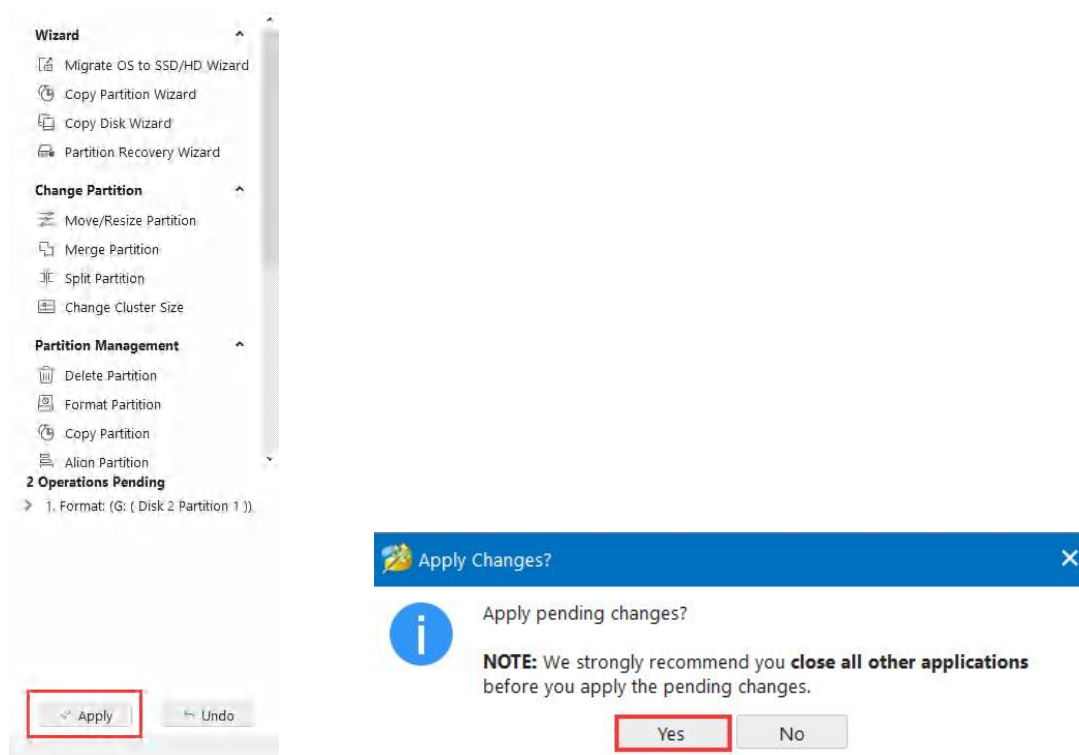 Wizard
Migrate OS to SSD/HD Wizard
Copy Partition Wizard
Copy Disk Wizard
Partition Recovery Wizard
Change Partition
Move/Resize Partition
Merge Partition
Split Partition
Change Cluster Size
Partition Management
Delete Partition
Format Partition
Copy Partition
Align Partition
2 Operations Pending
1. Format: (G: ( Disk 2 Partition 1 ))
Apply
Undo
Apply Changes?
Apply pending changes?
NOTE: We strongly recommend you close all other applications
before you apply the pending changes.
Yes
No